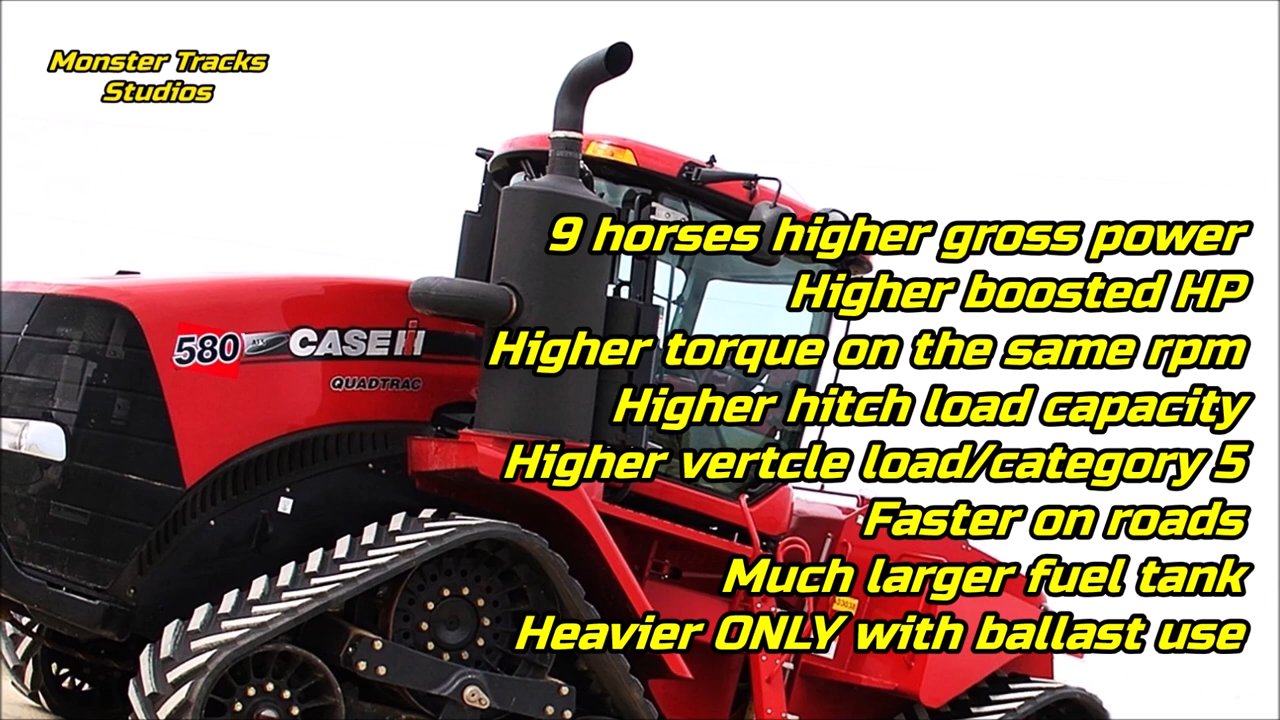 Monster Tracks
Studios
9 horses higher gross power
Higher boosted HP
580 AFS CASE IH
Higher torque on the same rpm
QUADTRAC
Higher hitch load capacity
Higher vertcle load/category 5
Faster on roads
Much larger fuel tank
Heavier ONLY with ballast use